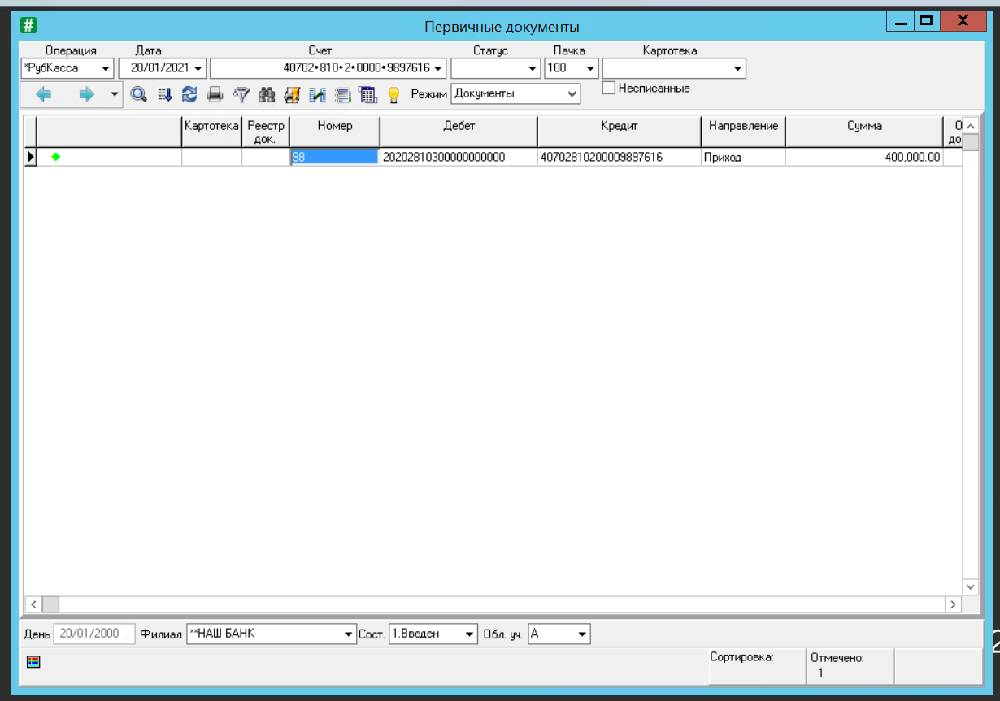 Первичные документы
Операция Дата Счет Статус Пачка Картотека
*РубКасса 20/01/2021 40702•810•2•0000•9897616 100
Режим Документы Несписанные
Картотека Реестр док. Номер Дебет Кредит Направление Сумма
98 20202810300000000000 40702810200009897616 Приход 400,000.00
День 20/01/2000 ... Филиал **НАШ БАНК Сост. 1.Введен Обл. уч. А
Сортировка: Отмечено:
1